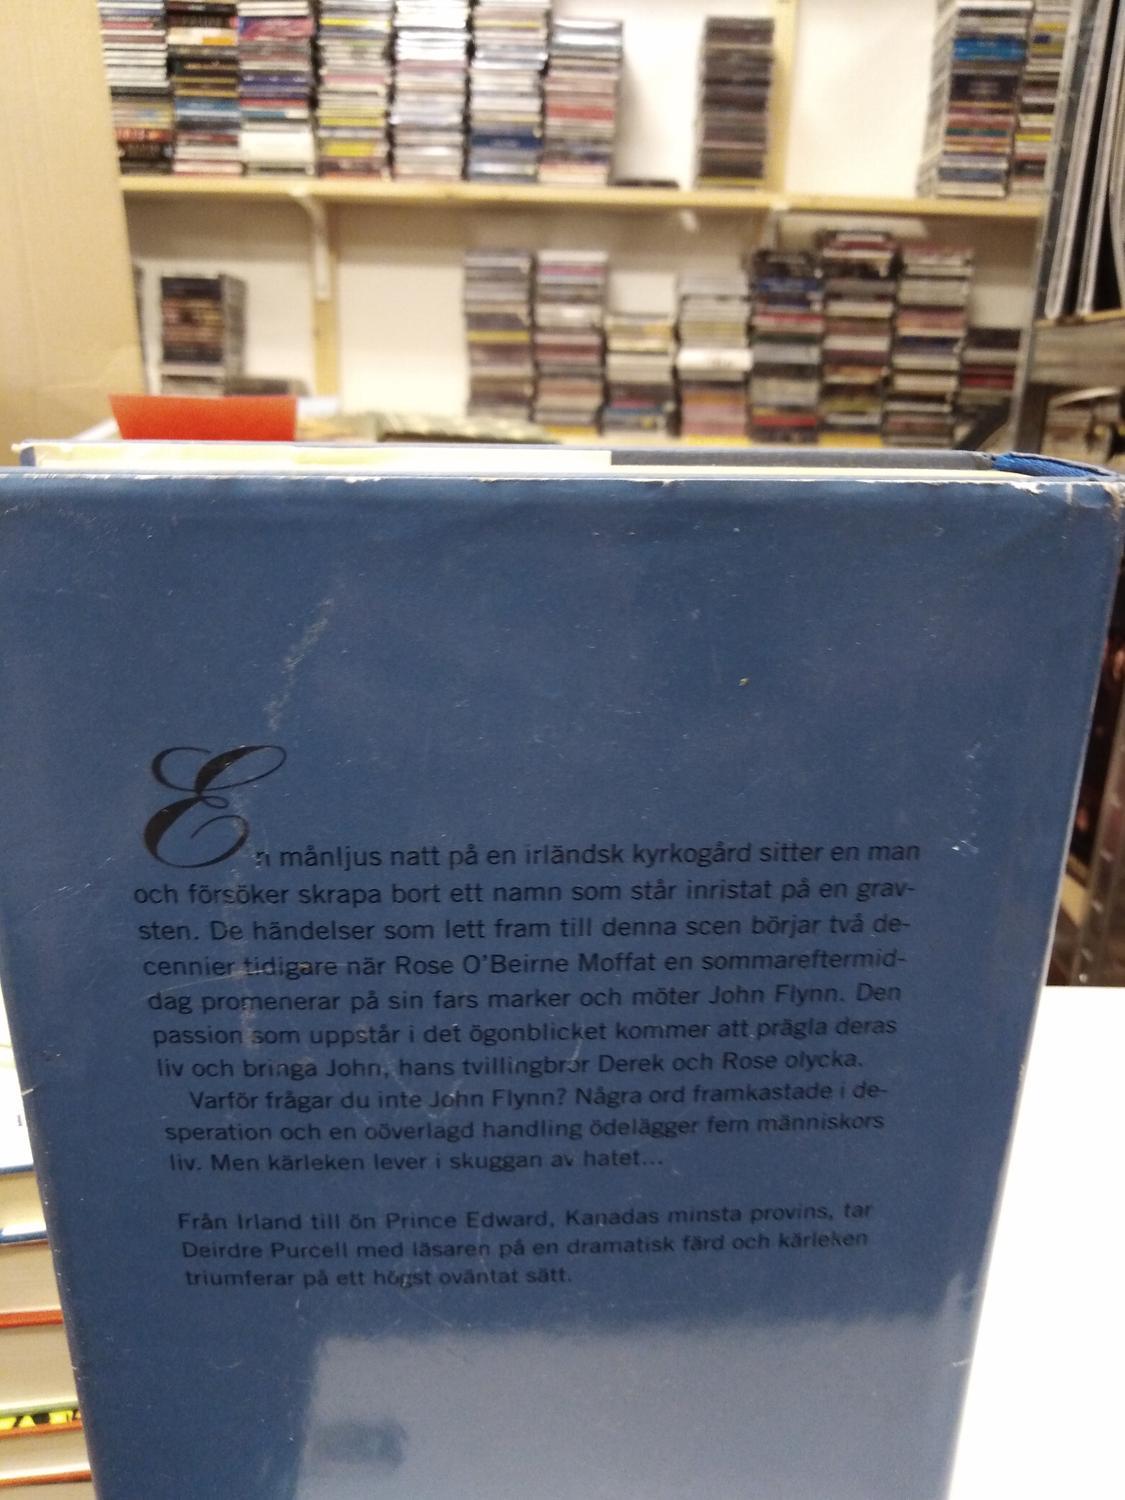 En månljus natt på en irländsk kyrkogård sitter en man
och försöker skrapa bort ett namn som står inristat på en grav-
sten. De händelser som lett fram till denna scen börjar två de-
cennier tidigare när Rose O'Beirne Moffat en sommareftermid-
dag promenerar på sin fars marker och möter John Flynn. Den
passion som uppstår i det ögonblicket kommer att prägla deras
liv och bringa John, hans tvillingbror Derek och Rose olycka.
Varför frågar du inte John Flynn? Några ord framkastade i de-
speration och en oöverlagd handling ödelägger fem människors
liv. Men kärleken lever i skuggan av hatet...
Från Irland till ön Prince Edward, Kanadas minsta provins, tar
Deirdre Purcell med läsaren på en dramatisk färd och kärleken
triumferar på ett högst oväntat sätt.